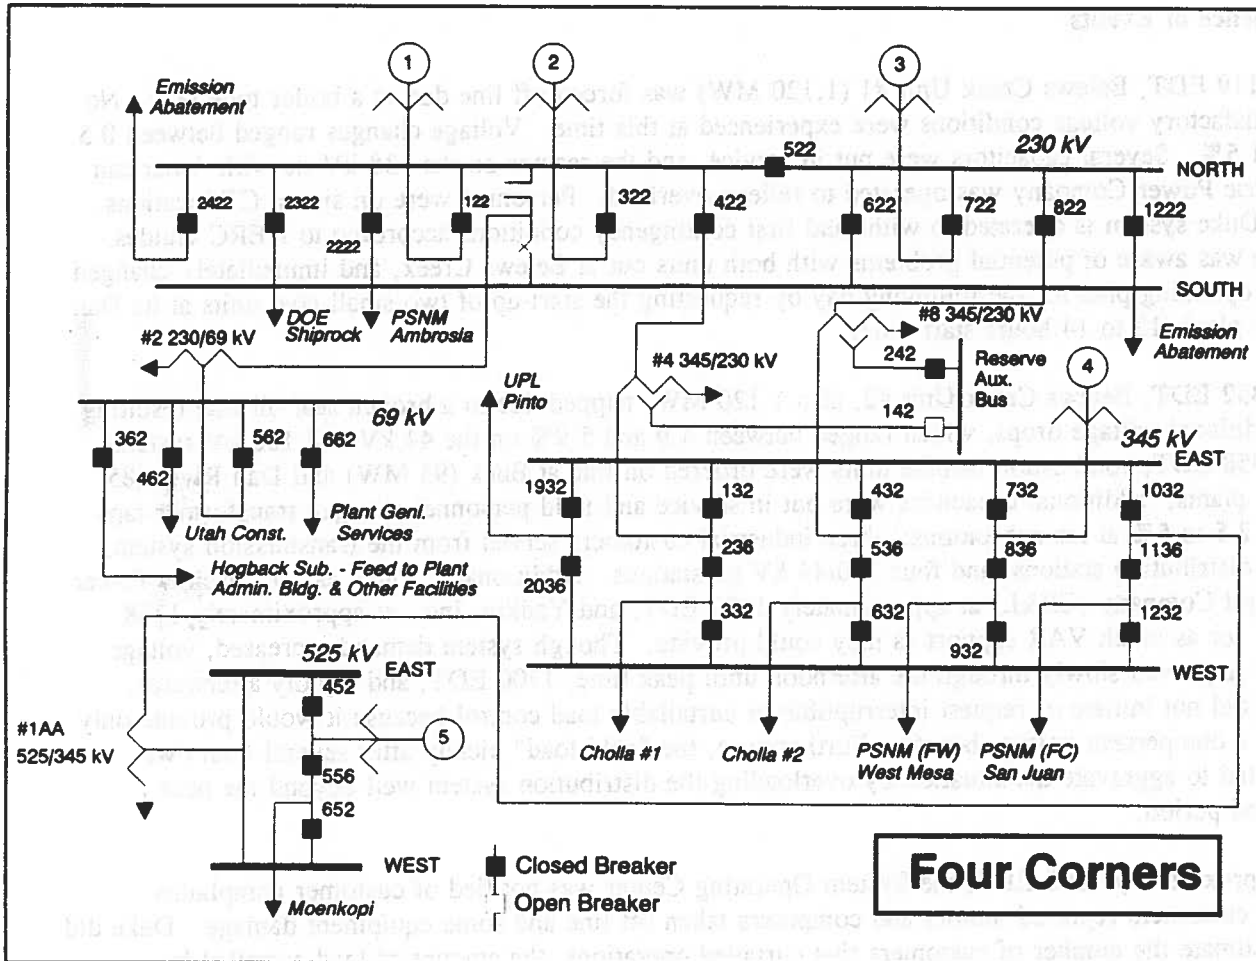 1
2
3
Emission
Abatement
522
230 kV
NORTH
2422
2322
2222
122
322
422
622
722
822
1222
SOUTH
DOE
Shiprock
PSNM
Ambrosia
#2 230/69 kV
#8 345/230 kV
242
Reserve
Aux.
Bus
4
Emission
Abatement
UPL
Pinto
#4 345/230 kV
142
69 kV
345 kV
EAST
362
462
562
662
1932
132
432
732
1032
Utah Const.
Plant Genl.
Services
236
536
836
1136
2036
Hogback Sub. - Feed to Plant
Admin. Bldg. & Other Facilities
332
632
932
1232
525 kV
EAST
WEST
452
#1AA
525/345 kV
5
Cholla #1
Cholla #2
PSNM (FW)
West Mesa
PSNM (FC)
San Juan
556
652
WEST
Closed Breaker
Open Breaker
Moenkopi
Four Corners